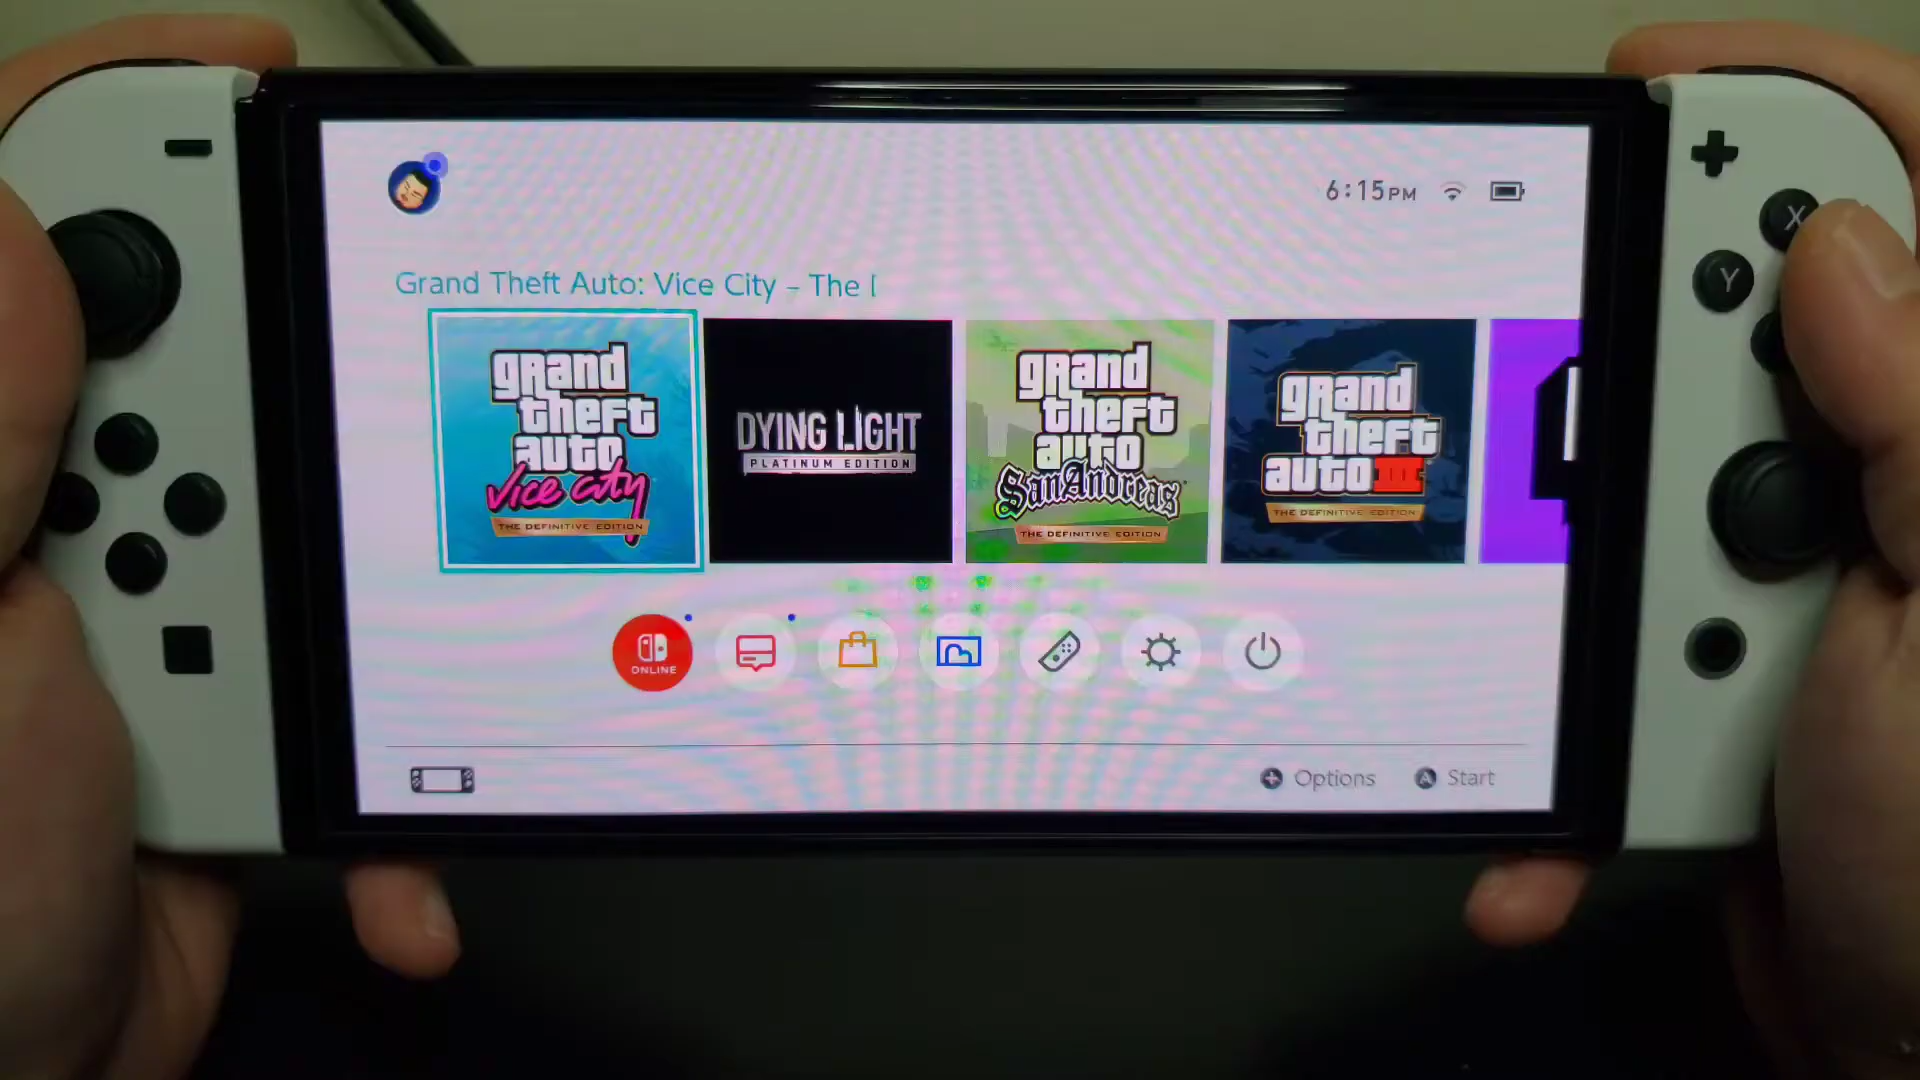 6:15PM
Grand Theft Auto: Vice City – The
grand
theft
auto
vice city
THE DEFINITIVE EDITION
DYING LIGHT
PLATINUM EDITION
grand
theft
auto
San Andreas
THE DEFINITIVE EDITION
grand
theft
auto III
THE DEFINITIVE EDITION
ONLINE
Options
A Start
X
Y